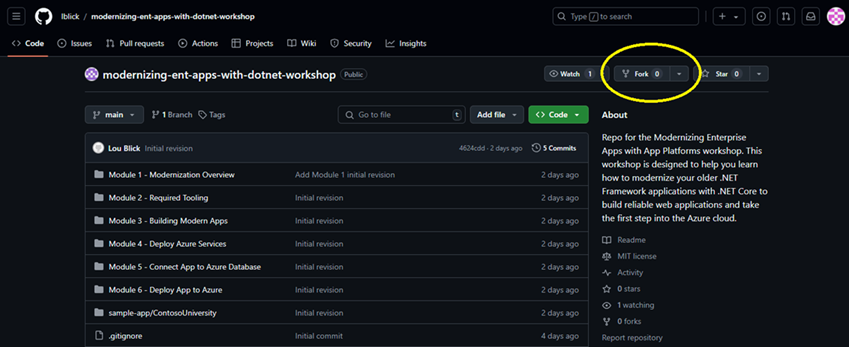 lblick / modernizing-ent-apps-with-dotnet-workshop
Type / to search
Code Issues Pull requests Actions Projects Wiki Security Insights
modernizing-ent-apps-with-dotnet-workshop Public
Watch 1 Fork 0 Star 0
main 1 Branch Tags Go to file t Add file Code
Lou Blick Initial revision 4624cdd · 2 days ago 5 Commits
Module 1 - Modernization Overview Add Module 1 initial revision 2 days ago
Module 2 - Required Tooling Initial revision 2 days ago
Module 3 - Building Modern Apps Initial revision 2 days ago
Module 4 - Deploy Azure Services Initial revision 2 days ago
Module 5 - Connect App to Azure Database Initial revision 2 days ago
Module 6 - Deploy App to Azure Initial revision 2 days ago
sample-app/ContosoUniversity Initial revision 2 days ago
.gitignore Initial commit 4 days ago
About
Repo for the Modernizing Enterprise
Apps with App Platforms workshop. This
workshop is designed to help you learn
how to modernize your older .NET
Framework applications with .NET Core to
build reliable web applications and take
the first step into the Azure cloud.
Readme
MIT license
Activity
0 stars
1 watching
0 forks
Report repository